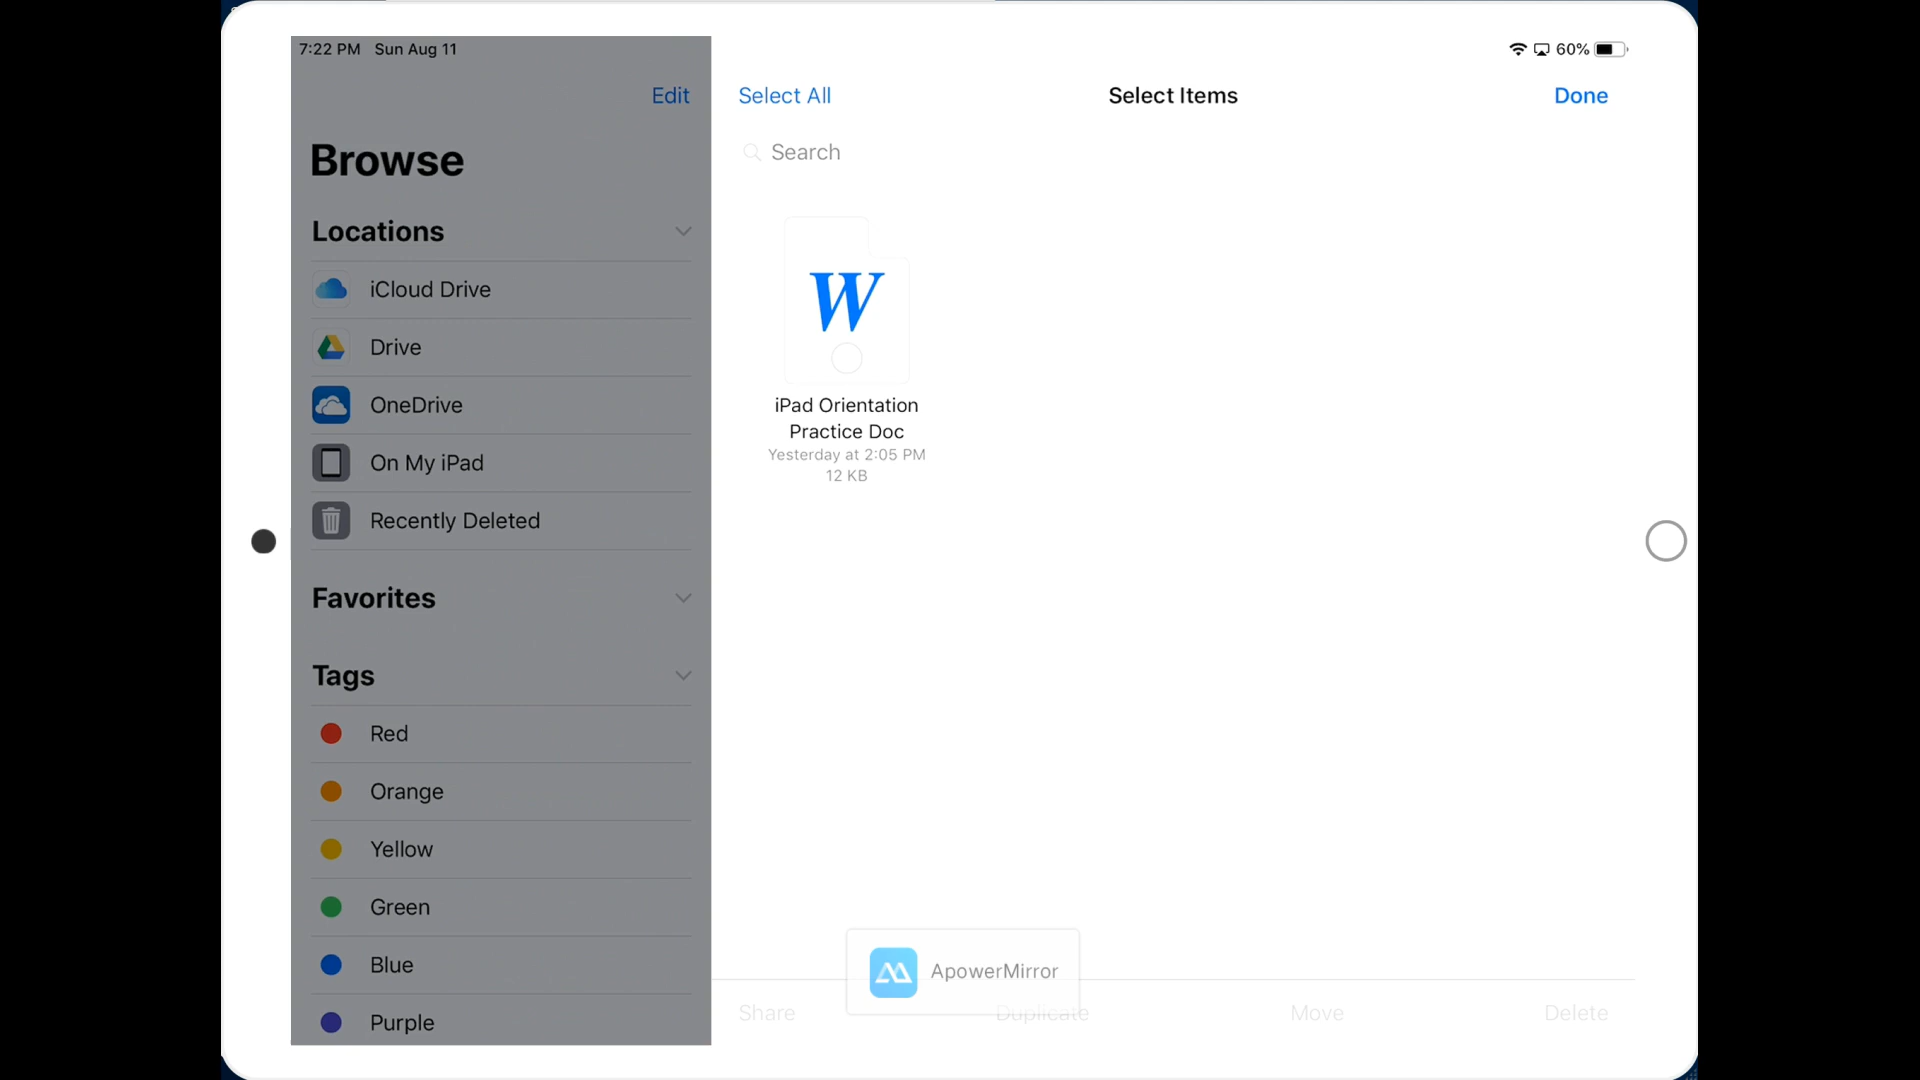 7:22 PM Sun Aug 11
60%
Edit
Browse
Locations
iCloud Drive
Drive
OneDrive
On My iPad
Recently Deleted
Favorites
Tags
Red
Orange
Yellow
Green
Blue
Purple
Select All
Select Items
Done
Search
W
iPad Orientation
Practice Doc
Yesterday at 2:05 PM
12 KB
ApowerMirror
Share
Duplicate
Move
Delete